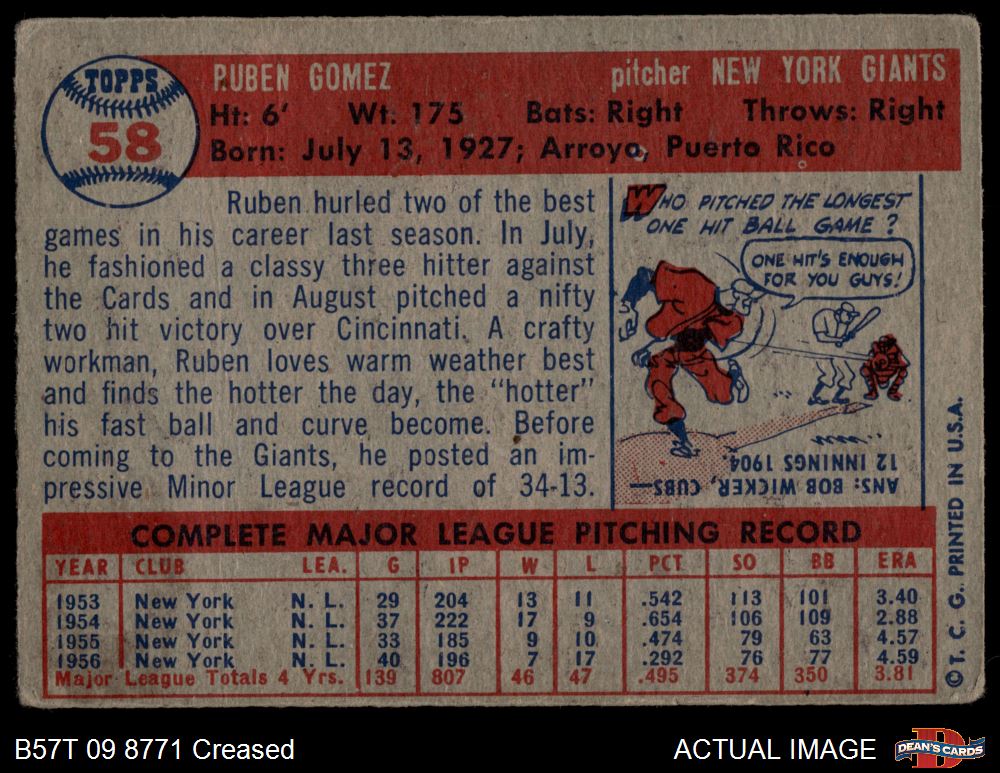 TOPPS
58
RUBEN GOMEZ pitcher NEW YORK GIANTS
Ht: 6' Wt: 175 Bats: Right Throws: Right
Born: July 13, 1927; Arroyo, Puerto Rico
Ruben hurled two of the best
games in his career last season. In July,
he fashioned a classy three hitter against
the Cards and in August pitched a nifty
two hit victory over Cincinnati. A crafty
workman, Ruben loves warm weather best
and finds the hotter the day, the "hotter"
his fast ball and curve become. Before
coming to the Giants, he posted an im-
pressive Minor League record of 34-13.
WHO PITCHED THE LONGEST
ONE HIT BALL GAME?
ONE HIT'S ENOUGH
FOR YOU GUYS!
ANS: BOB WICKER, CUBS—
12 INNINGS 1904.
COMPLETE MAJOR LEAGUE PITCHING RECORD
YEAR CLUB LEA. G IP W L PCT SO BB ERA
1953 New York N. L. 29 204 13 11 .542 113 101 3.40
1954 New York N. L. 37 222 17 9 .654 106 109 2.88
1955 New York N. L. 33 185 9 10 .474 79 63 4.57
1956 New York N. L. 40 196 7 17 .292 76 77 4.59
Major League Totals 4 Yrs. 139 807 46 47 .495 374 350 3.81
©T. C. G. PRINTED IN U.S.A.
B57T 09 8771 Creased
ACTUAL IMAGE
DEAN'S CARDS